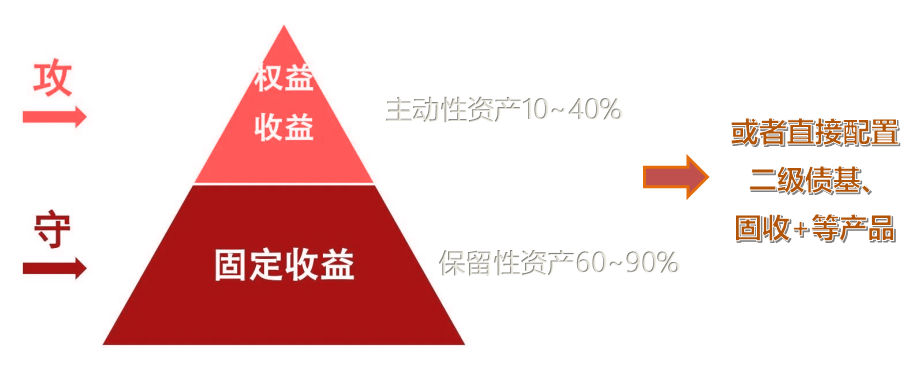 攻
权益
收益
主动性资产10~40%
守
固定收益
保留性资产60~90%
或者直接配置
二级债基、
固收+等产品